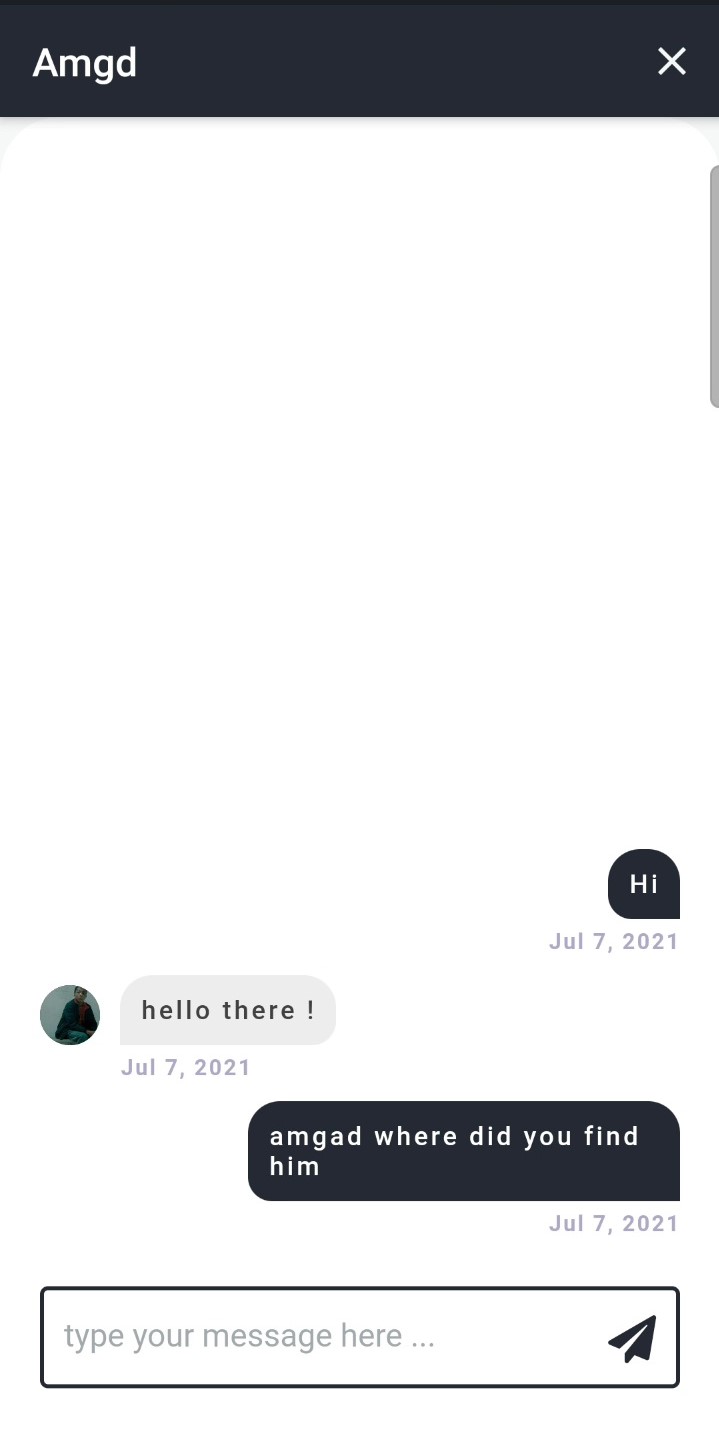 Amgd
Hi
Jul 7, 2021
hello there !
Jul 7, 2021
amgad where did you find
him
Jul 7, 2021
type your message here ...